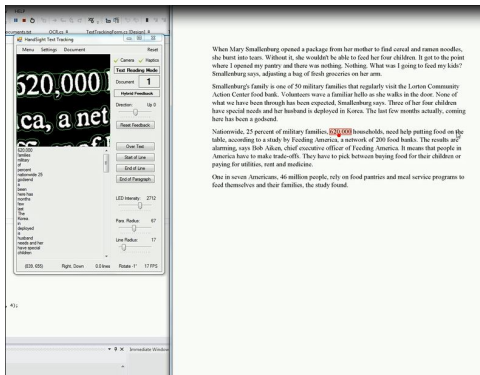 HELP
OCR.cs
TextTrackingForm.cs [Design]
HandSight Text Tracking
Menu Settings Document Reset
Camera Haptics
Text Reading Mode
Document 1
Hybrid Feedback
Direction: Up 0
Reset Feedback
Over Text
Start of Line
End of Line
End of Paragraph
LED Intensity: 2712
Para. Radius: 67
Line Radius: 17
620,000
ca, a net
620,000
families
military
of
percent
nationwide 25
godsend
a
been
here has
months
few
last
The
Korea
in
deployed
is
husband
needs and her
have special
children
Right, Down 0.0 lines Rotate -1° 17 FPS
4);
Immediate Window
When Mary Smallenburg opened a package from her mother to find cereal and ramen noodles,
she burst into tears. Without it, she wouldn't be able to feed her four children. It got to the point
where I opened my pantry and there was nothing. Nothing. What was I going to feed my kids?
Smallenburg says, adjusting a bag of fresh groceries on her arm.
Smallenburg's family is one of 50 military families that regularly visit the Lorton Community
Action Center food bank. Volunteers wave a familiar hello as she walks in the door. None of
what we have been through has been expected, Smallenburg says. Three of her four children
have special needs and her husband is deployed in Korea. The last few months actually, coming
here has been a godsend.
Nationwide, 25 percent of military families, 620,000 households, need help putting food on the
table, according to a study by Feeding America, a network of 200 food banks. The results are
alarming, says Bob Aiken, chief executive officer of Feeding America. It means that people in
America have to make trade-offs. They have to pick between buying food for their children or
paying for utilities, rent and medicine.
One in seven Americans, 46 million people, rely on food pantries and meal service programs to
feed themselves and their families, the study found.